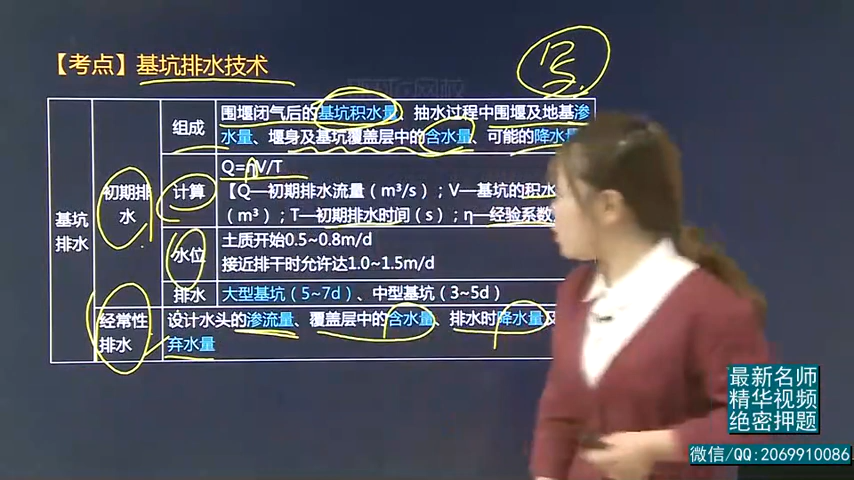 【考点】基坑排水技术
基坑
排水
初期排
水
组成
围堰闭气后的基坑积水量、抽水过程中围堰及地基渗
水量、堰身及基坑覆盖层中的含水量、可能的降水量
计算
Q=ηV/T
【Q—初期排水流量（m³/s）；V—基坑的积水
（m³）；T—初期排水时间（s）；η—经验系数
水位
土质开始0.5~0.8m/d
接近排干时允许达1.0~1.5m/d
排水
大型基坑（5~7d）、中型基坑（3~5d）
经常性
排水
设计水头的渗流量、覆盖层中的含水量、排水时降水量及
弃水量
最新名师
精华视频
绝密押题
微信/QQ:2069910086